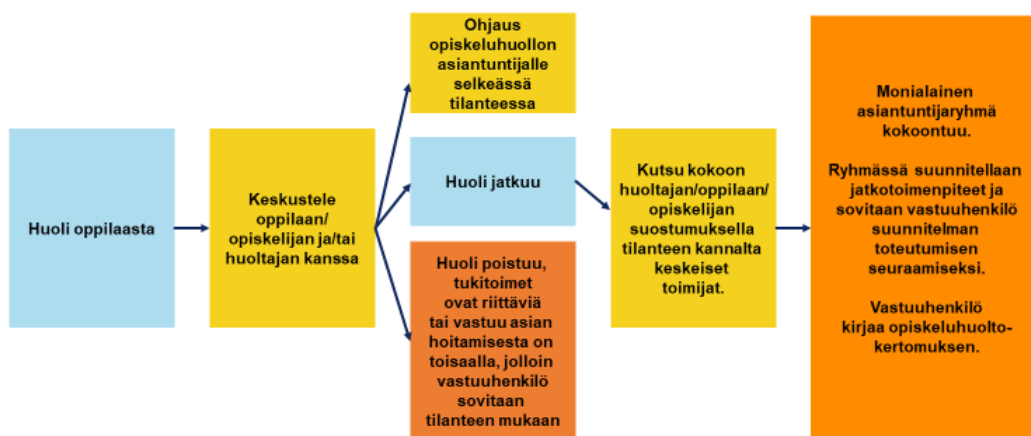 Huoli oppilaasta
Keskustele
oppilaan/
opiskelijan ja/tai
huoltajan kanssa
Ohjaus
opiskeluhuollon
asiantuntijalle
selkeässä
tilanteessa
Huoli jatkuu
Huoli poistuu,
tukitoimet
ovat riittäviä
tai vastuu asian
hoitamisesta on
toisaalla, jolloin
vastuuhenkilö
sovitaan
tilanteen mukaan
Kutsu kokoon
huoltajan/oppilaan/
opiskelijan
suostumuksella
tilanteen kannalta
keskeiset
toimijat.
Monialainen
asiantuntijaryhmä
kokoontuu.
Ryhmässä suunnitellaan
jatkotoimenpiteet ja
sovitaan vastuuhenkilö
suunnitelman
toteutumisen
seuraamiseksi.
Vastuuhenkilö
kirjaa opiskeluhuolto-
kertomuksen.